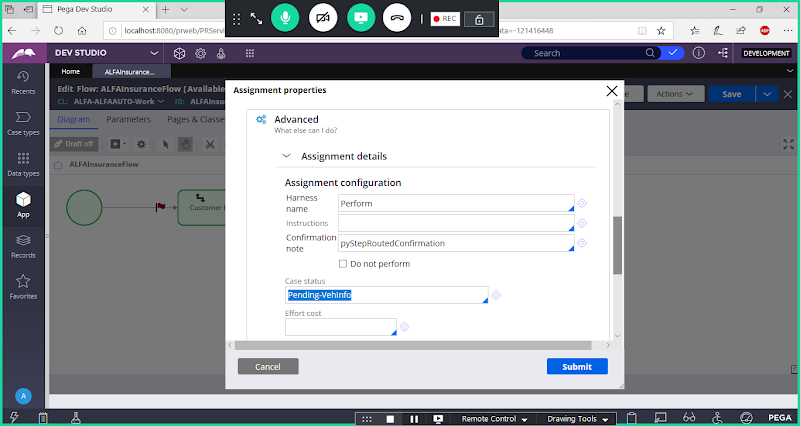 Pega Dev Studio
localhost:8080/prweb/PRServ
data=-121416448
REC
DEV STUDIO
Search
DEVELOPMENT
Home
ALFAInsurance...
Recents
Case types
Data types
App
Records
Favorites
A
Edit Flow: ALFAInsuranceFlow [Available
CL: ALFA-ALFAAUTO-Work
ID: ALFAInsu
Actions
Save
Diagram
Parameters
Pages & Classe
Draft off
ALFAInsuranceFlow
Customer
Assignment properties
Advanced
What else can I do?
Assignment details
Assignment configuration
Harness name
Perform
Instructions
Confirmation note
pyStepRoutedConfirmation
Do not perform
Case status
Pending-VehInfo
Effort cost
Cancel
Submit
Remote Control
Drawing Tools
PEGA